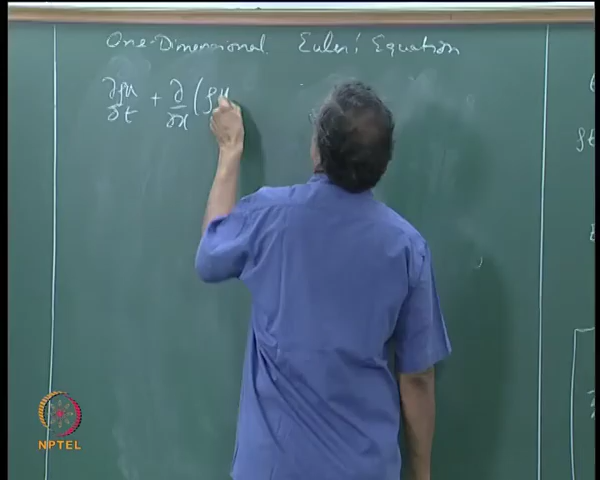 One-Dimensional Euler's Equation
∂ρu/∂t + ∂/∂x (ρu
ρ
NPTEL